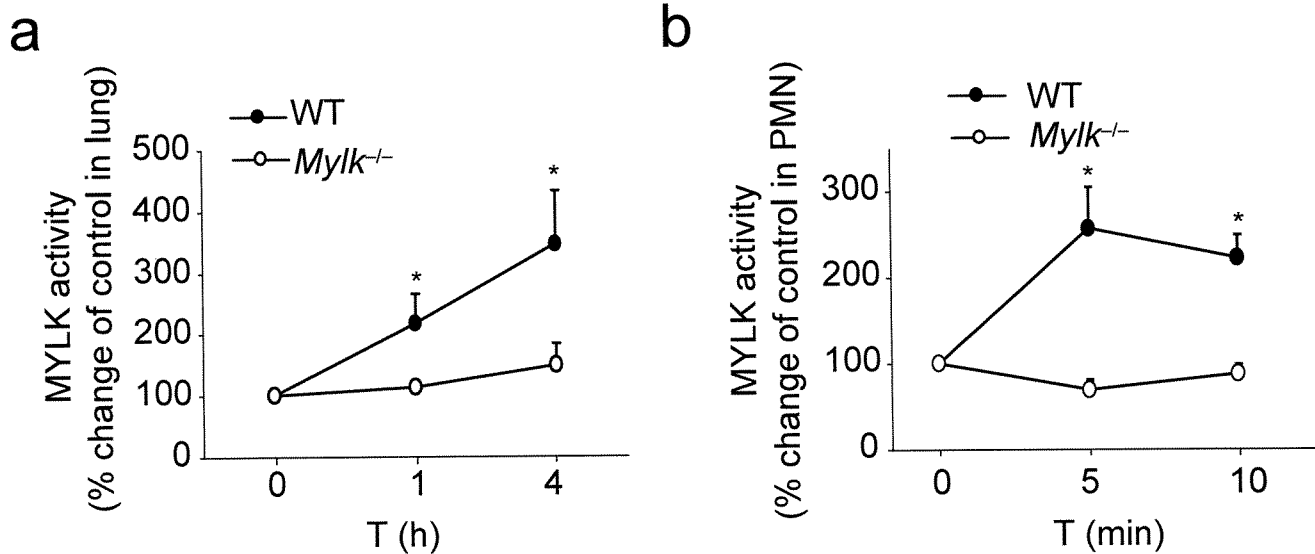 a
MYLK activity
(% change of control in lung)
500
400
300
200
100
0
WT
Mylk–/–
*
*
0
1
4
T (h)
b
MYLK activity
(% change of control in PMN)
300
200
100
0
WT
Mylk–/–
*
*
0
5
10
T (min)